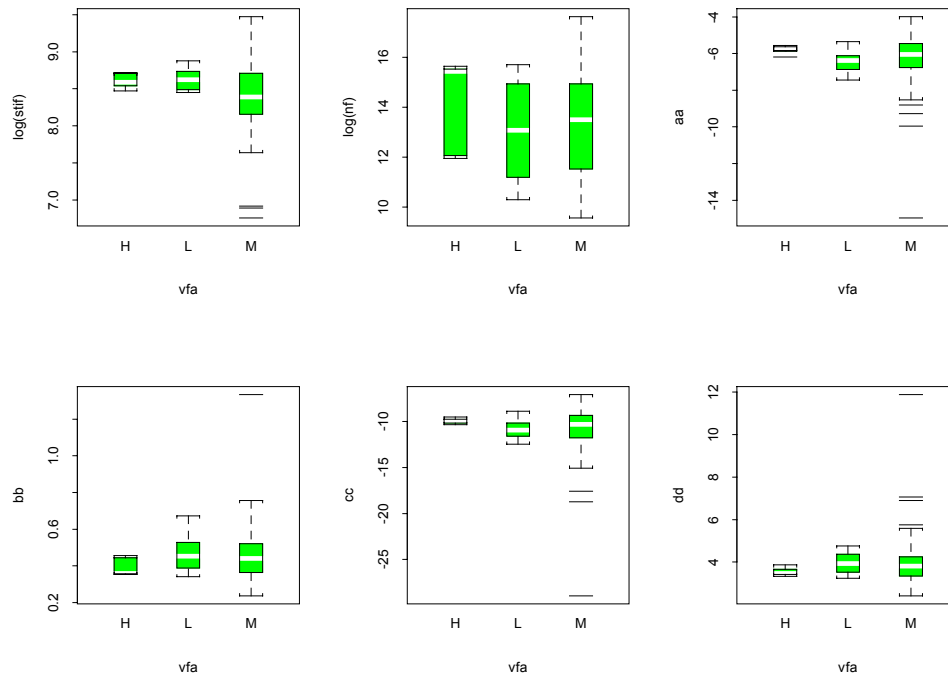 log(stif)
9.0
8.0
7.0
H L M
vfa
log(nf)
16
14
12
10
H L M
vfa
aa
-4
-6
-10
-14
H L M
vfa
bb
1.0
0.6
0.2
H L M
vfa
cc
-10
-15
-20
-25
H L M
vfa
dd
12
10
8
6
4
H L M
vfa